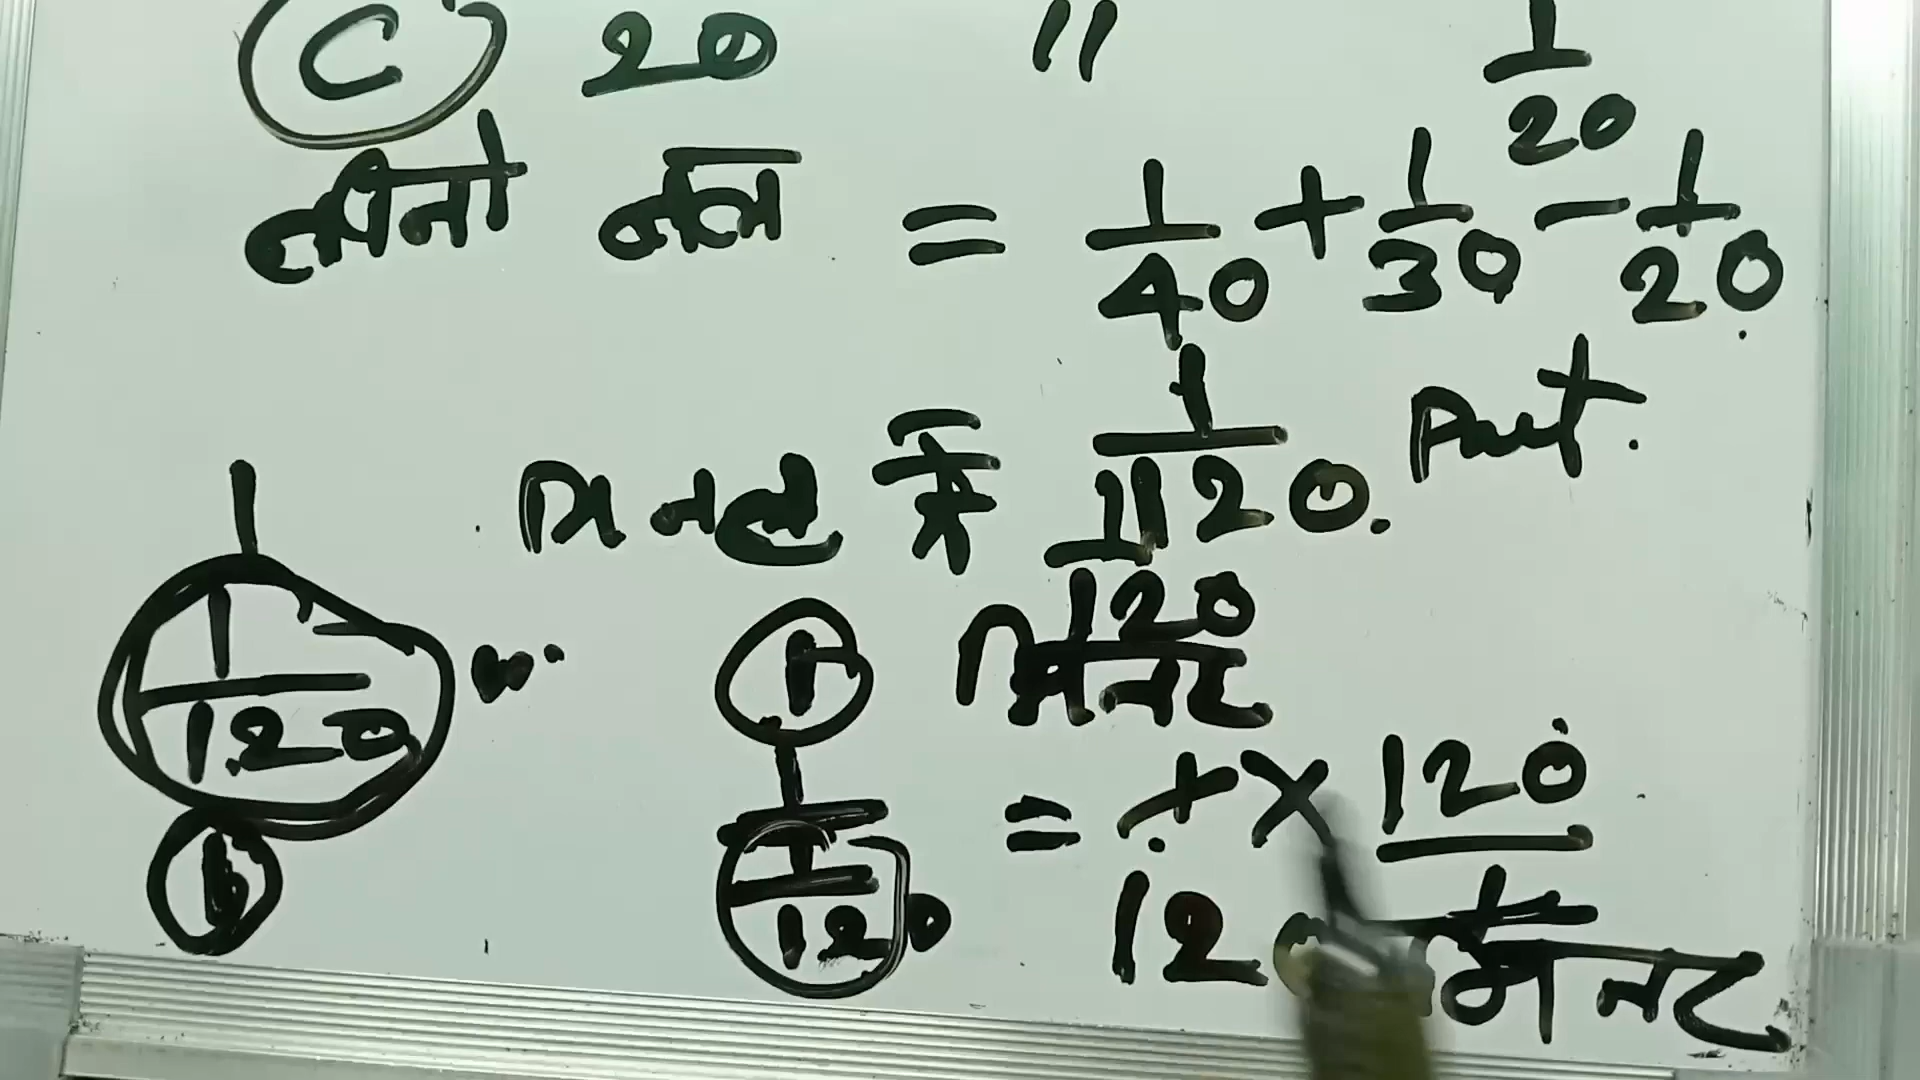 C 20 11 1/20
तीनो नल = 1/40 + 1/30 - 1/20
1/120 Part.
120
1/120 1 मिनट
1/1/120 = 1 x 120/1
1 120 मिनट